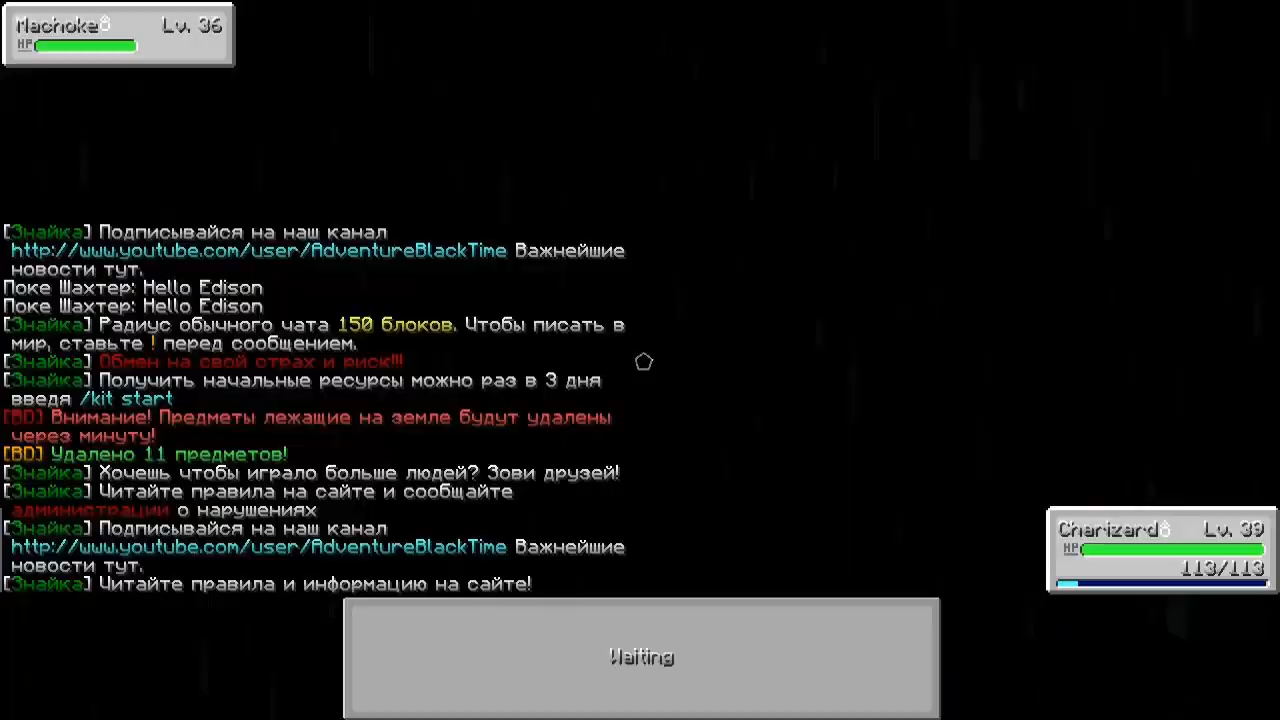 Machoke Lv. 36
HP
[Знайка] Подписывайся на наш канал
http://www.youtube.com/user/AdventureBlackTime Важнейшие
новости тут.
Поке Шахтер: Hello Edison
Поке Шахтер: Hello Edison
[Знайка] Радиус обычного чата 150 блоков. Чтобы писать в
мир, ставьте ! перед сообщением.
[Знайка] Обмен на свой страх и риск!!!
[Знайка] Получить начальные ресурсы можно раз в 3 дня
введя /kit start
[BD] Внимание! Предметы лежащие на земле будут удалены
через минуту!
[BD] Удалено 11 предметов!
[Знайка] Хочешь чтобы играло больше людей? Зови друзей!
[Знайка] Читайте правила на сайте и сообщайте
администрации о нарушениях
[Знайка] Подписывайся на наш канал
http://www.youtube.com/user/AdventureBlackTime Важнейшие
новости тут.
[Знайка] Читайте правила и информацию на сайте!
Charizard Lv. 39
HP
113/113
Waiting